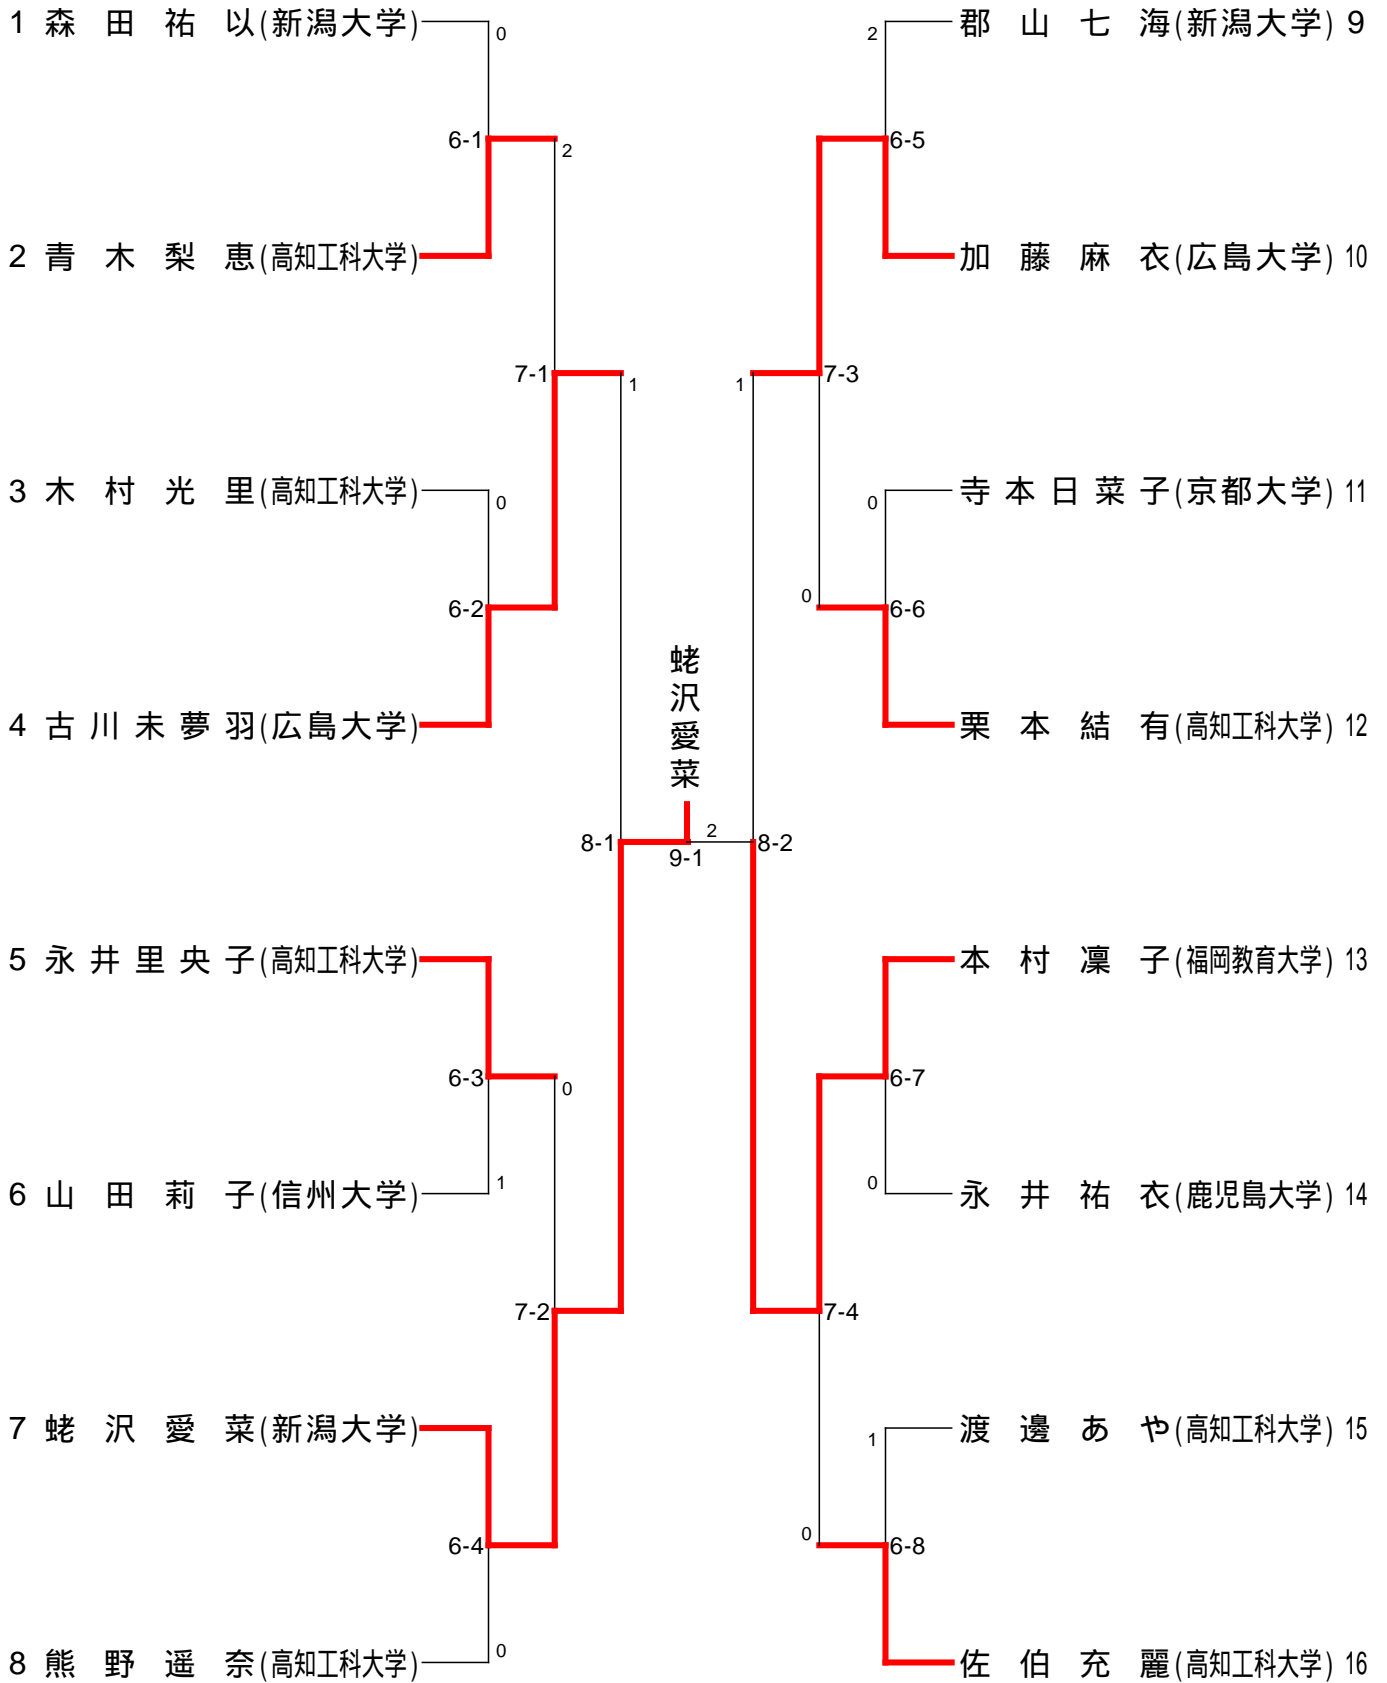 1 森田祐以(新潟大学)
0
6-1
2
2 青木梨恵(高知工科大学)
7-1
1
3 木村光里(高知工科大学)
0
6-2
4 古川未夢羽(広島大学)
8-1
5 永井里央子(高知工科大学)
6-3
0
6 山田莉子(信州大学)
1
7-2
7 蛯沢愛菜(新潟大学)
6-4
8 熊野遥奈(高知工科大学)
0
蛯沢愛菜
2
9-1
郡山七海(新潟大学) 9
2
6-5
加藤麻衣(広島大学) 10
1
7-3
寺本日菜子(京都大学) 11
0
0
6-6
栗本結有(高知工科大学) 12
8-2
本村凜子(福岡教育大学) 13
6-7
永井祐衣(鹿児島大学) 14
0
7-4
渡邊あや(高知工科大学) 15
1
0
6-8
佐伯充麗(高知工科大学) 16